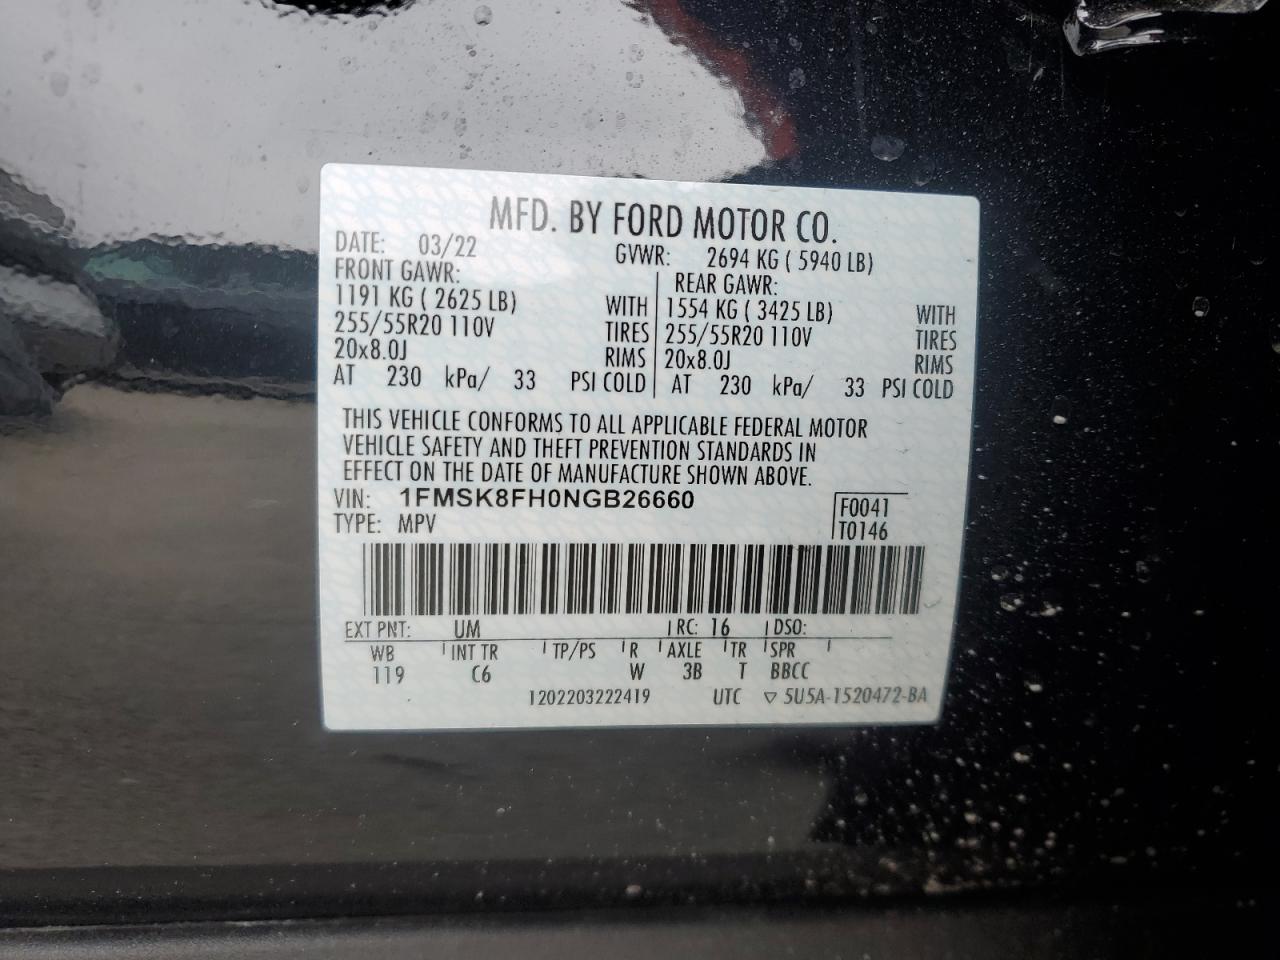 MFD. BY FORD MOTOR CO.
DATE: 03/22 GVWR: 2694 KG ( 5940 LB)
FRONT GAWR: REAR GAWR:
1191 KG ( 2625 LB) WITH 1554 KG ( 3425 LB) WITH
255/55R20 110V TIRES 255/55R20 110V TIRES
20x8.0J RIMS 20x8.0J RIMS
AT 230 kPa/ 33 PSI COLD AT 230 kPa/ 33 PSI COLD
THIS VEHICLE CONFORMS TO ALL APPLICABLE FEDERAL MOTOR
VEHICLE SAFETY AND THEFT PREVENTION STANDARDS IN
EFFECT ON THE DATE OF MANUFACTURE SHOWN ABOVE.
VIN: 1FMSK8FH0NGB26660 F0041
TYPE: MPV T0146
EXT PNT: UM RC: 16 DSO:
WB INT TR TP/PS R AXLE TR SPR
119 C6 W 3B T BBCC
1202203222419 UTC ▽ 5U5A-1520472-BA